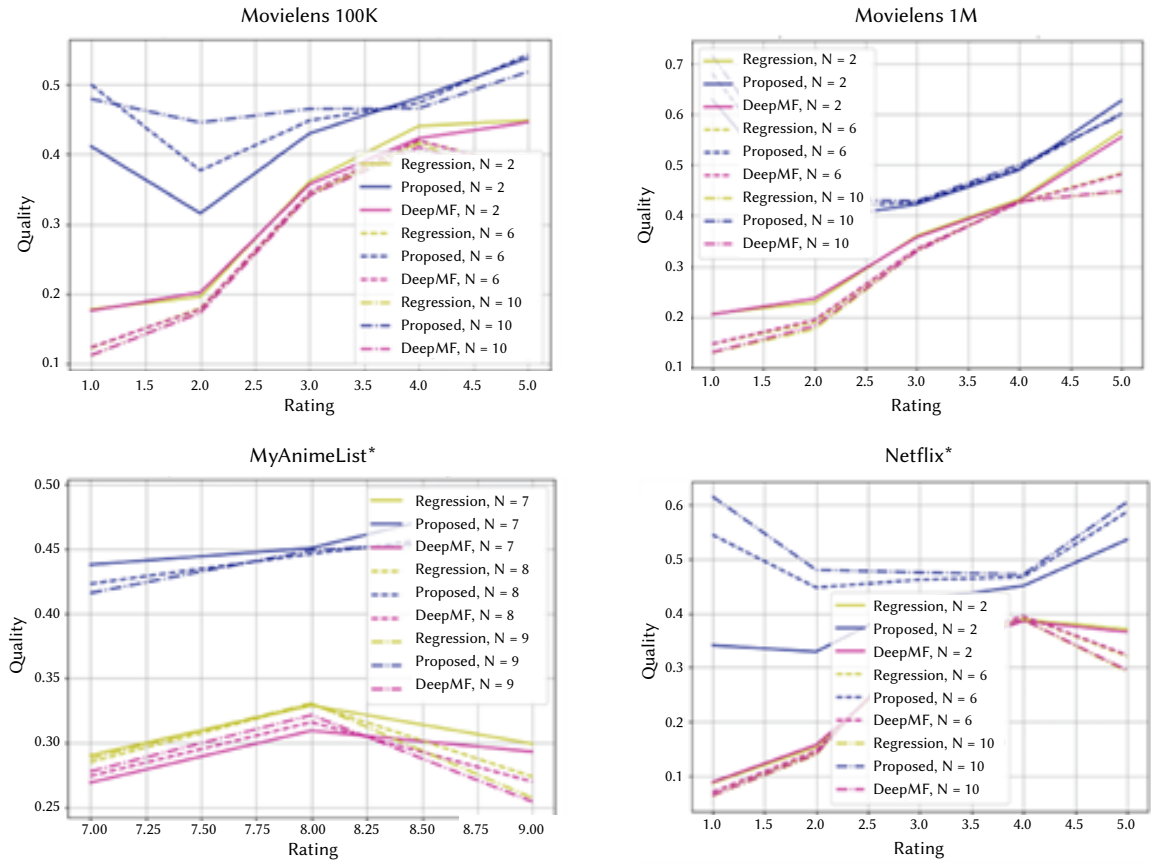 Movielens 100K
Quality
0.5
0.4
0.3
0.2
0.1
Regression, N = 2
Proposed, N = 2
DeepMF, N = 2
Regression, N = 6
Proposed, N = 6
DeepMF, N = 6
Regression, N = 10
Proposed, N = 10
DeepMF, N = 10
1.0 1.5 2.0 2.5 3.0 3.5 4.0 4.5 5.0
Rating
Movielens 1M
Quality
0.7
0.6
0.5
0.4
0.3
0.2
0.1
Regression, N = 2
Proposed, N = 2
DeepMF, N = 2
Regression, N = 6
Proposed, N = 6
DeepMF, N = 6
Regression, N = 10
Proposed, N = 10
DeepMF, N = 10
1.0 1.5 2.0 2.5 3.0 3.5 4.0 4.5 5.0
Rating
MyAnimeList*
Quality
0.50
0.45
0.40
0.35
0.30
0.25
Regression, N = 7
Proposed, N = 7
DeepMF, N = 7
Regression, N = 8
Proposed, N = 8
DeepMF, N = 8
Regression, N = 9
Proposed, N = 9
DeepMF, N = 9
7.00 7.25 7.50 7.75 8.00 8.25 8.50 8.75 9.00
Rating
Netflix*
Quality
0.6
0.5
0.4
0.3
0.2
0.1
Regression, N = 2
Proposed, N = 2
DeepMF, N = 2
Regression, N = 6
Proposed, N = 6
DeepMF, N = 6
Regression, N = 10
Proposed, N = 10
DeepMF, N = 10
1.0 1.5 2.0 2.5 3.0 3.5 4.0 4.5 5.0
Rating